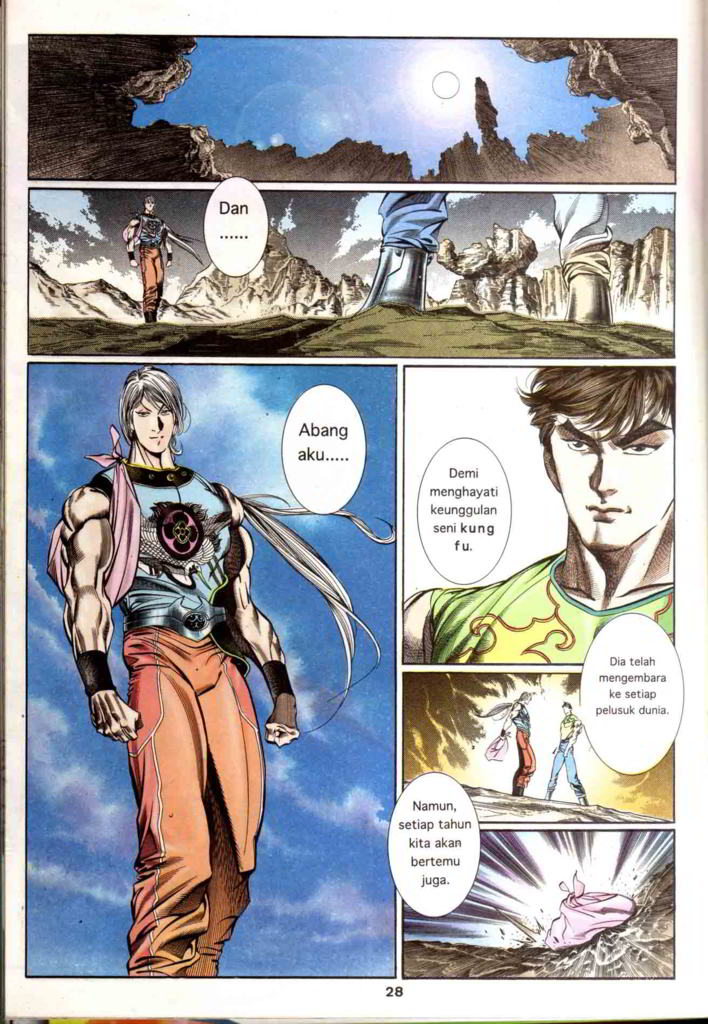 Dan
......
Abang
aku.....
Demi
menghayati
keunggulan
seni kung
fu.
Dia telah
mengembara
ke setiap
pelusuk dunia.
Namun,
setiap tahun
kita akan
bertemu
juga.
28